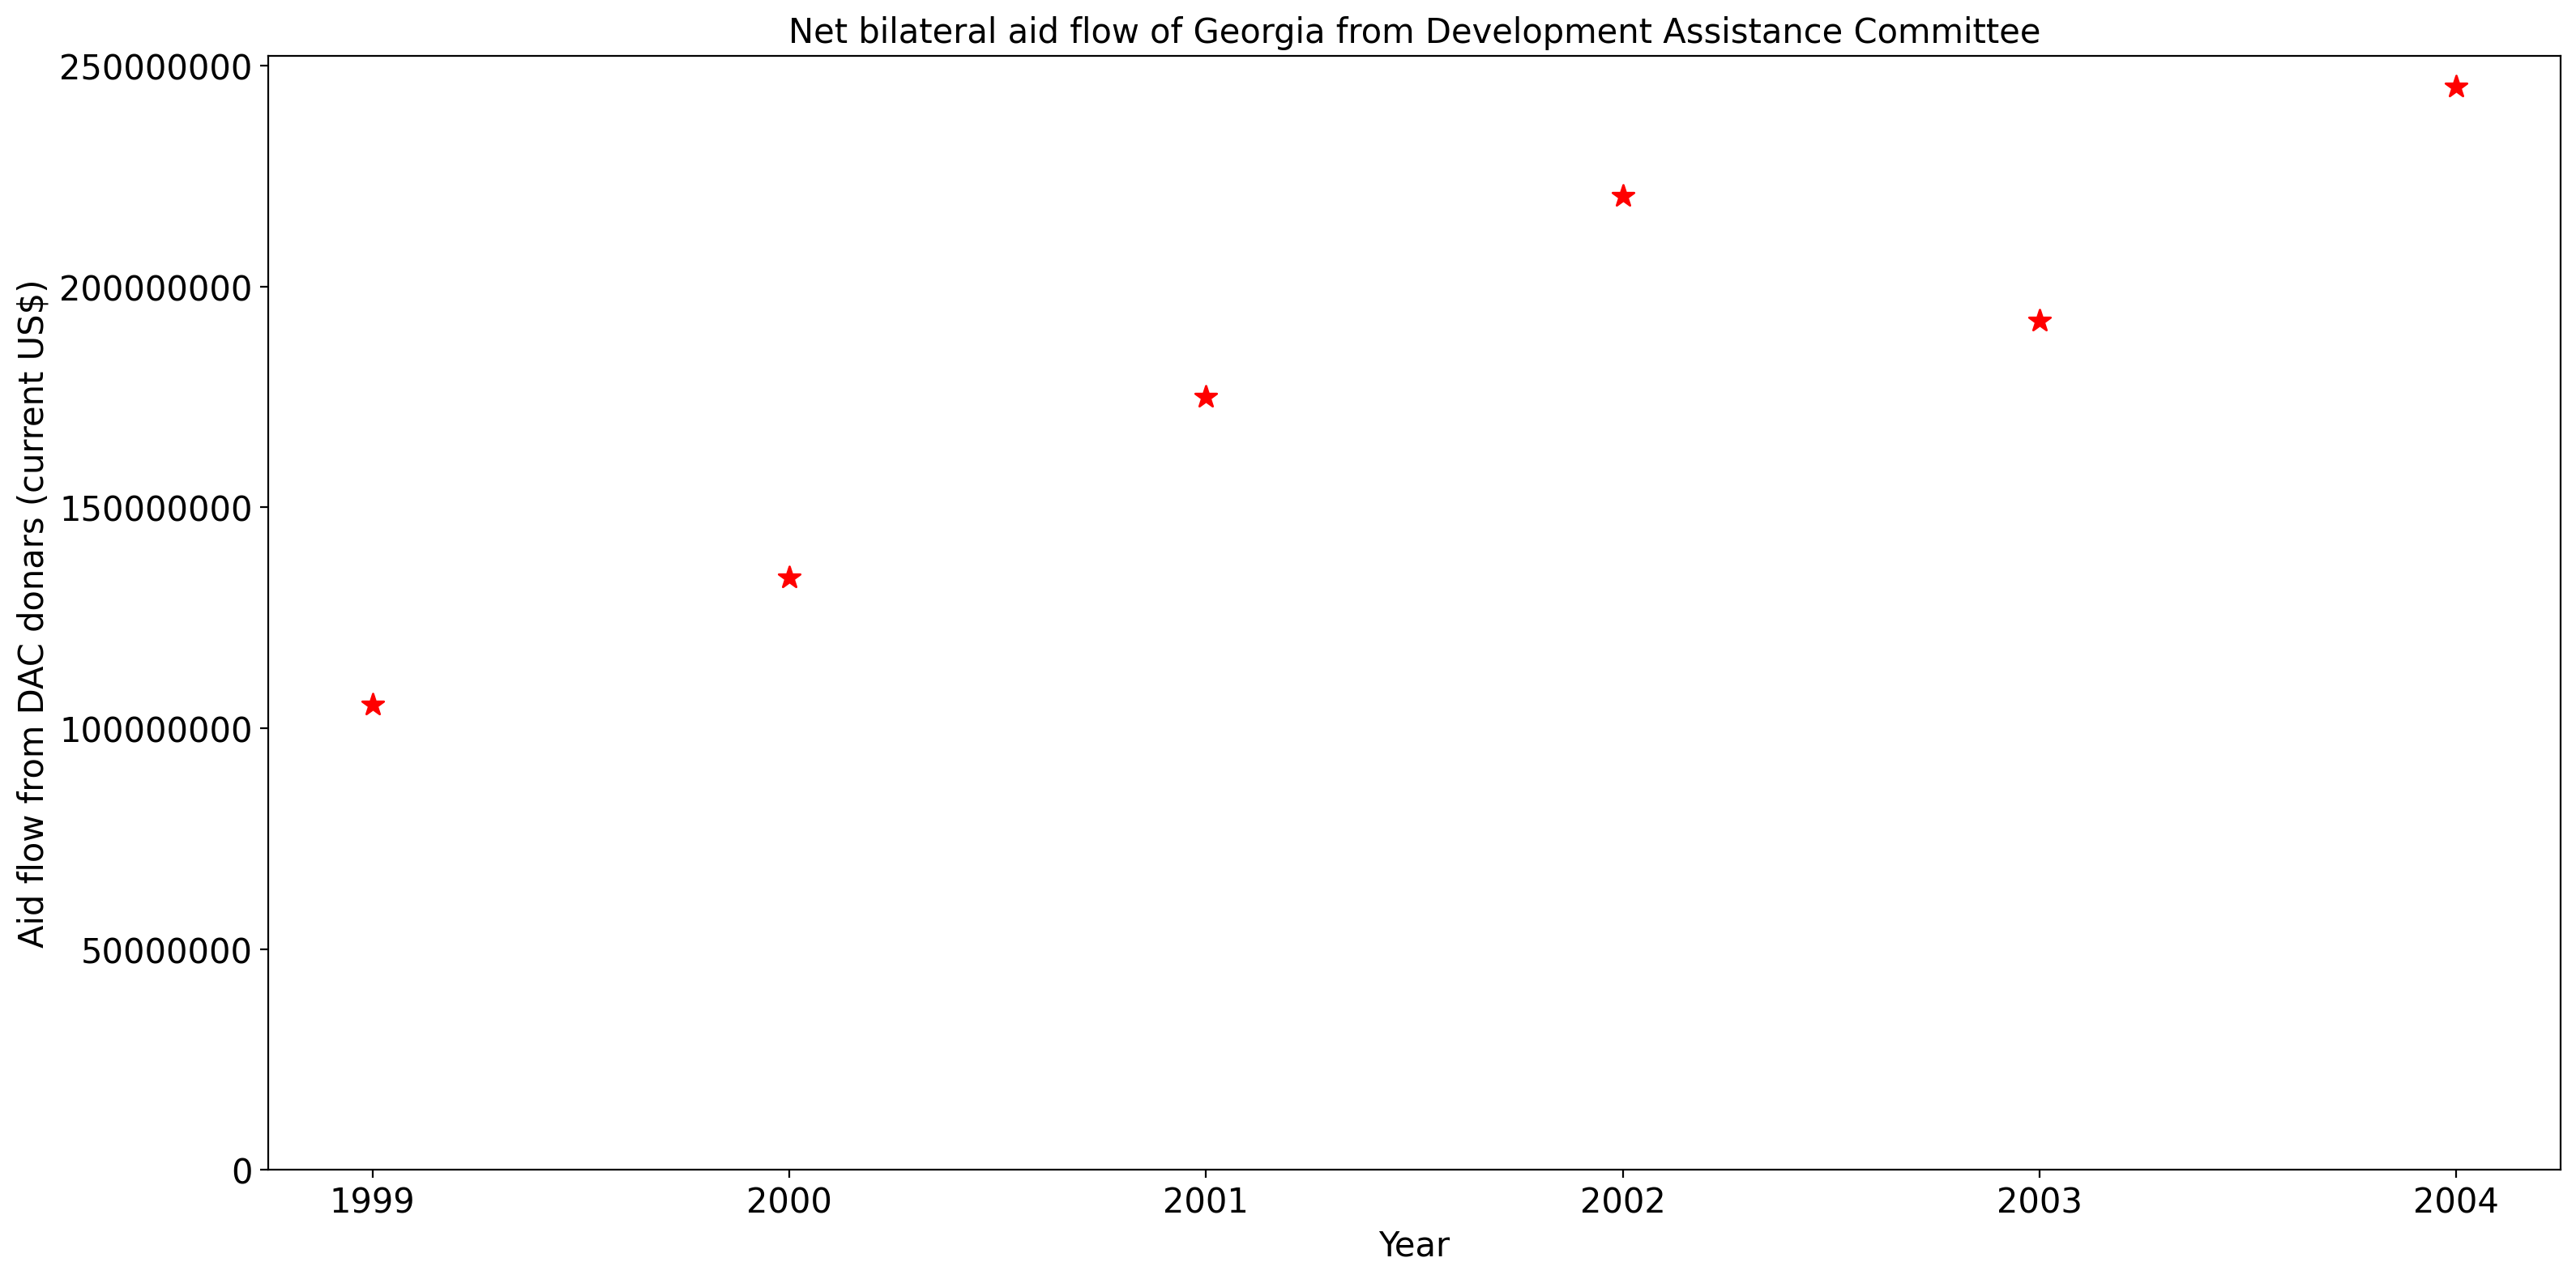 Net bilateral aid flow of Georgia from Development Assistance Committee
Aid flow from DAC donars (current US$)
250000000
200000000
150000000
100000000
50000000
0
1999 2000 2001 2002 2003 2004
Year